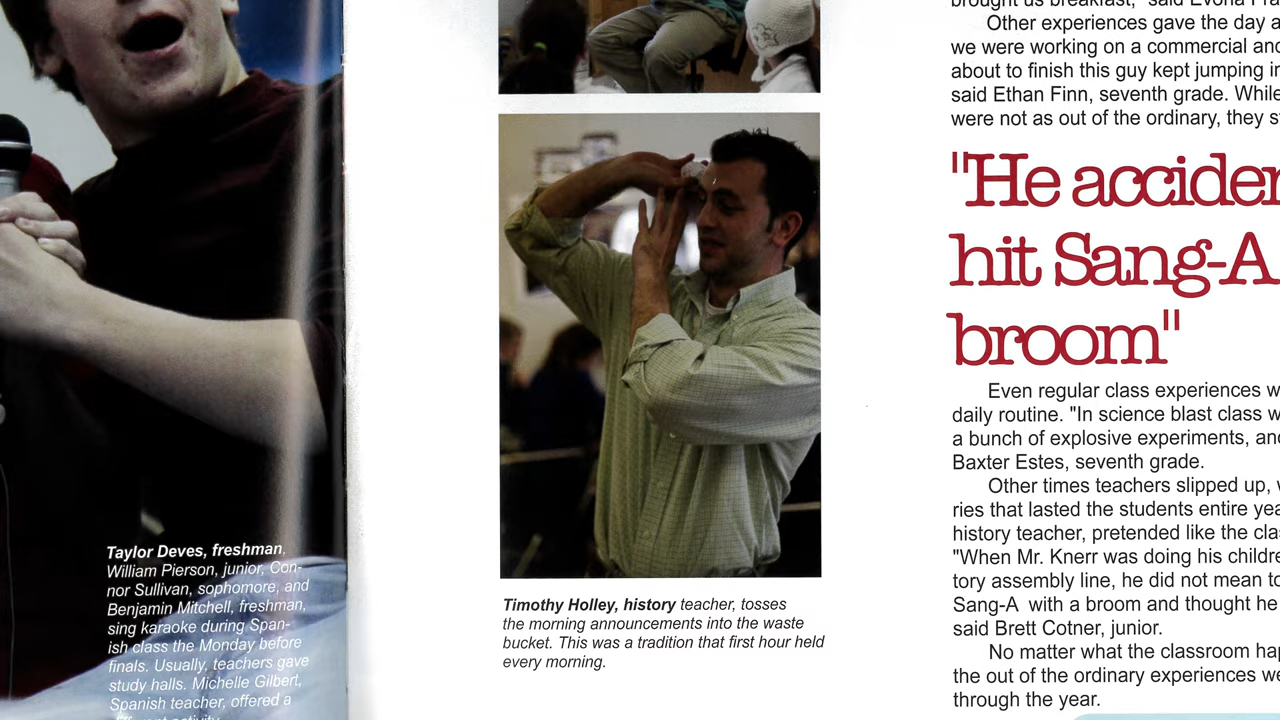 Taylor Deves, freshman,
William Pierson, junior, Con-
nor Sullivan, sophomore, and
Benjamin Mitchell, freshman,
sing karaoke during Span-
ish class the Monday before
finals. Usually, teachers gave
study halls. Michelle Gilbert,
Spanish teacher, offered a
different activity.
Timothy Holley, history teacher, tosses
the morning announcements into the waste
bucket. This was a tradition that first hour held
every morning.
brought us breakfast," said Evona
Other experiences gave the day a
we were working on a commercial and
about to finish this guy kept jumping in
said Ethan Finn, seventh grade. While
were not as out of the ordinary, they
"He acciden
hit Sang-A
broom"
Even regular class experiences w
daily routine. "In science blast class w
a bunch of explosive experiments, and
Baxter Estes, seventh grade.
Other times teachers slipped up,
ries that lasted the students entire yea
history teacher, pretended like the cla
"When Mr. Knerr was doing his childre
tory assembly line, he did not mean to
Sang-A with a broom and thought he
said Brett Cotner, junior.
No matter what the classroom hap
the out of the ordinary experiences we
through the year.